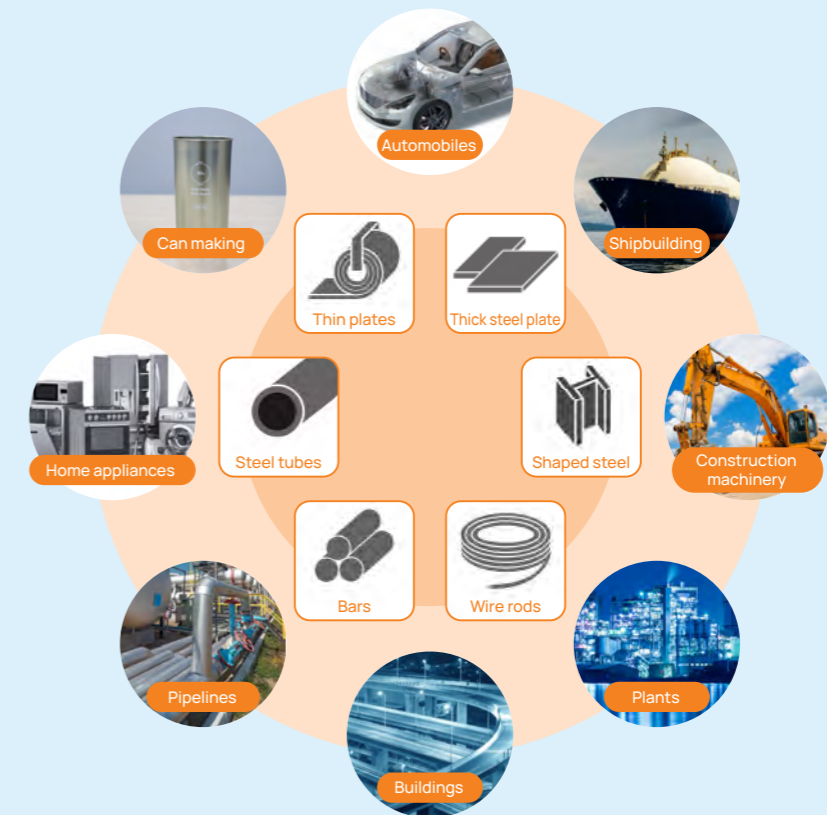 Automobiles
Can making
Shipbuilding
Thin plates
Thick steel plate
Home appliances
Steel tubes
Shaped steel
Construction
machinery
Bars
Wire rods
Pipelines
Plants
Buildings